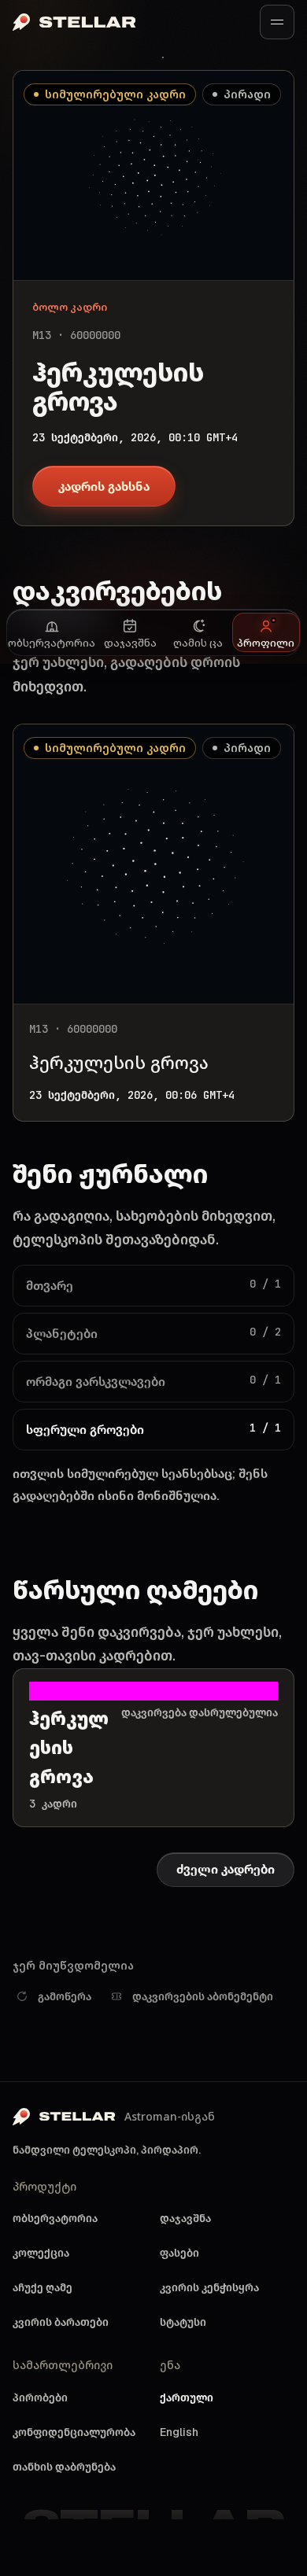 STELLAR
სიმულირებული კადრი
პირადი
ბოლო კადრი
M13 · 60000000
ჰერკულესის
გროვა
23 სექტემბერი, 2026, 00:10 GMT+4
კადრის გახსნა
დაკვირვებების
ობსერვატორია
დაჯავშნა
ღამის ცა
პროფილი
ჯერ უახლესი, გადაღების დროის
მიხედვით.
სიმულირებული კადრი
პირადი
M13 · 60000000
ჰერკულესის გროვა
23 სექტემბერი, 2026, 00:06 GMT+4
შენი ჟურნალი
რა გადაგიღია, სახეობების მიხედვით,
ტელესკოპის შეთავაზებიდან.
მთვარე 0 / 1
პლანეტები 0 / 2
ორმაგი ვარსკვლავები 0 / 1
სფერული გროვები 1 / 1
ითვლის სიმულირებულ სეანსებსაც; შენს
გადაღებებში ისინი მონიშნულია.
წარსული ღამეები
ყველა შენი დაკვირვება, ჯერ უახლესი,
თავ-თავისი კადრებით.
ჰერკულ
ესის
გროვა
დაკვირვება დასრულებულია
3 კადრი
ძველი კადრები
ჯერ მიუწვდომელია
გამოწერა
დაკვირვების აბონემენტი
STELLAR Astroman-ისგან
ნამდვილი ტელესკოპი, პირდაპირ.
პროდუქტი
ობსერვატორია დაჯავშნა
კოლექცია ფასები
აჩუქე ღამე კვირის კენჭისყრა
კვირის ბარათები სტატუსი
სამართლებრივი ენა
პირობები ქართული
კონფიდენციალურობა English
თანხის დაბრუნება
STELLAR